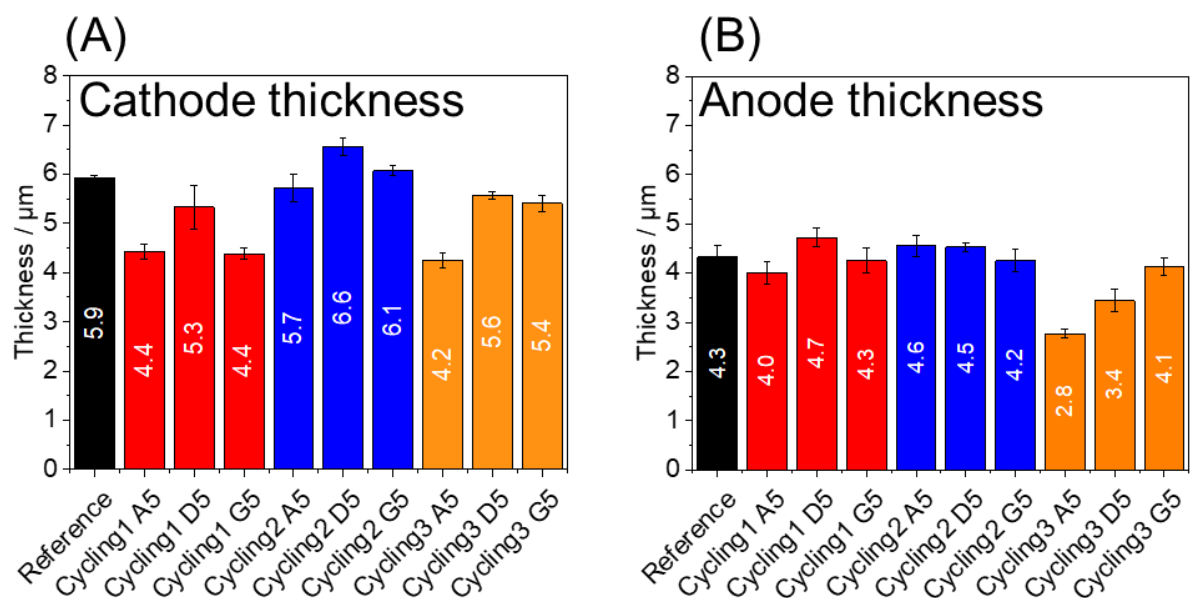 (A)
Cathode thickness
Thickness / µm
8
7
6
5
4
3
2
1
0
5.9
4.4
5.3
4.4
5.7
6.6
6.1
4.2
5.6
5.4
Reference
Cycling1 A5
Cycling1 D5
Cycling1 G5
Cycling2 A5
Cycling2 D5
Cycling2 G5
Cycling3 A5
Cycling3 D5
Cycling3 G5
(B)
Anode thickness
Thickness / µm
8
7
6
5
4
3
2
1
0
4.3
4.0
4.7
4.3
4.6
4.5
4.2
2.8
3.4
4.1
Reference
Cycling1 A5
Cycling1 D5
Cycling1 G5
Cycling2 A5
Cycling2 D5
Cycling2 G5
Cycling3 A5
Cycling3 D5
Cycling3 G5